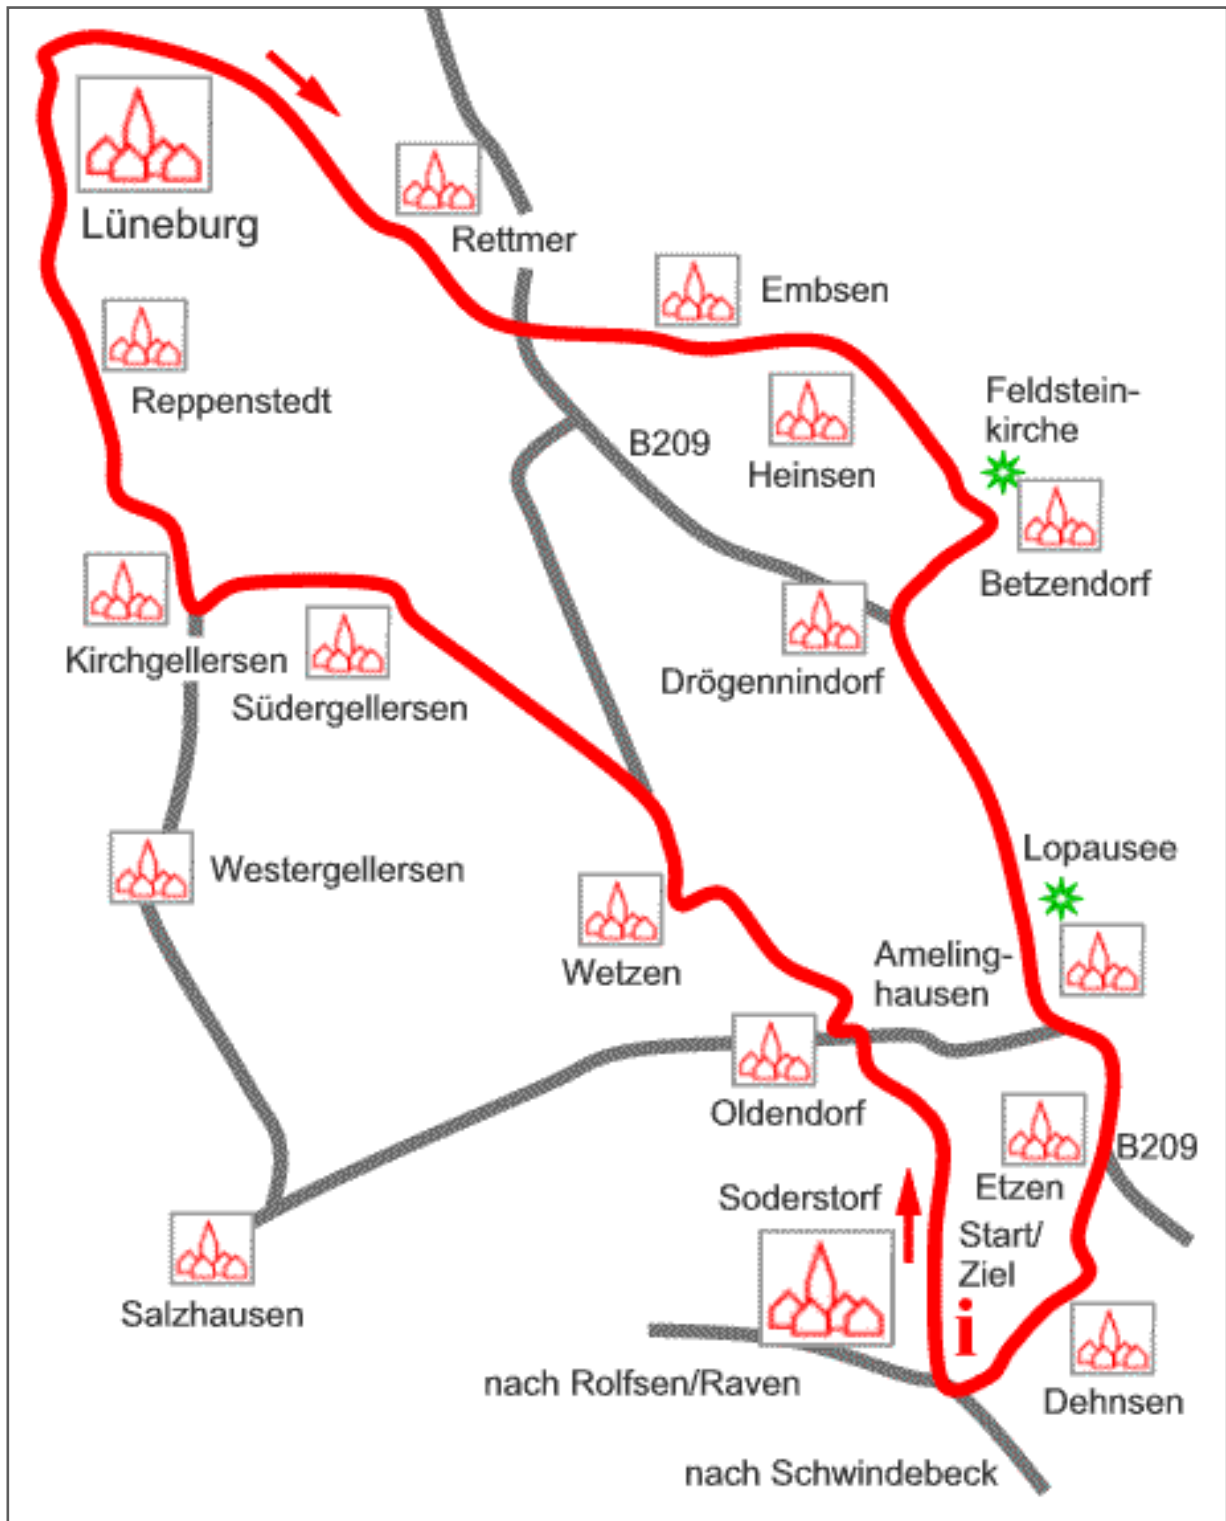 Lüneburg
Rettmer
Embsen
Reppenstedt
Feldstein-
kirche
B209
Heinsen
Betzendorf
Kirchgellersen
Drögennindorf
Südergellersen
Lopausee
Westergellersen
Ameling-
hausen
Wetzen
Oldendorf
B209
Etzen
Soderstorf
Start/
Ziel
i
Salzhausen
nach Rolfsen/Raven
Dehnsen
nach Schwindebeck